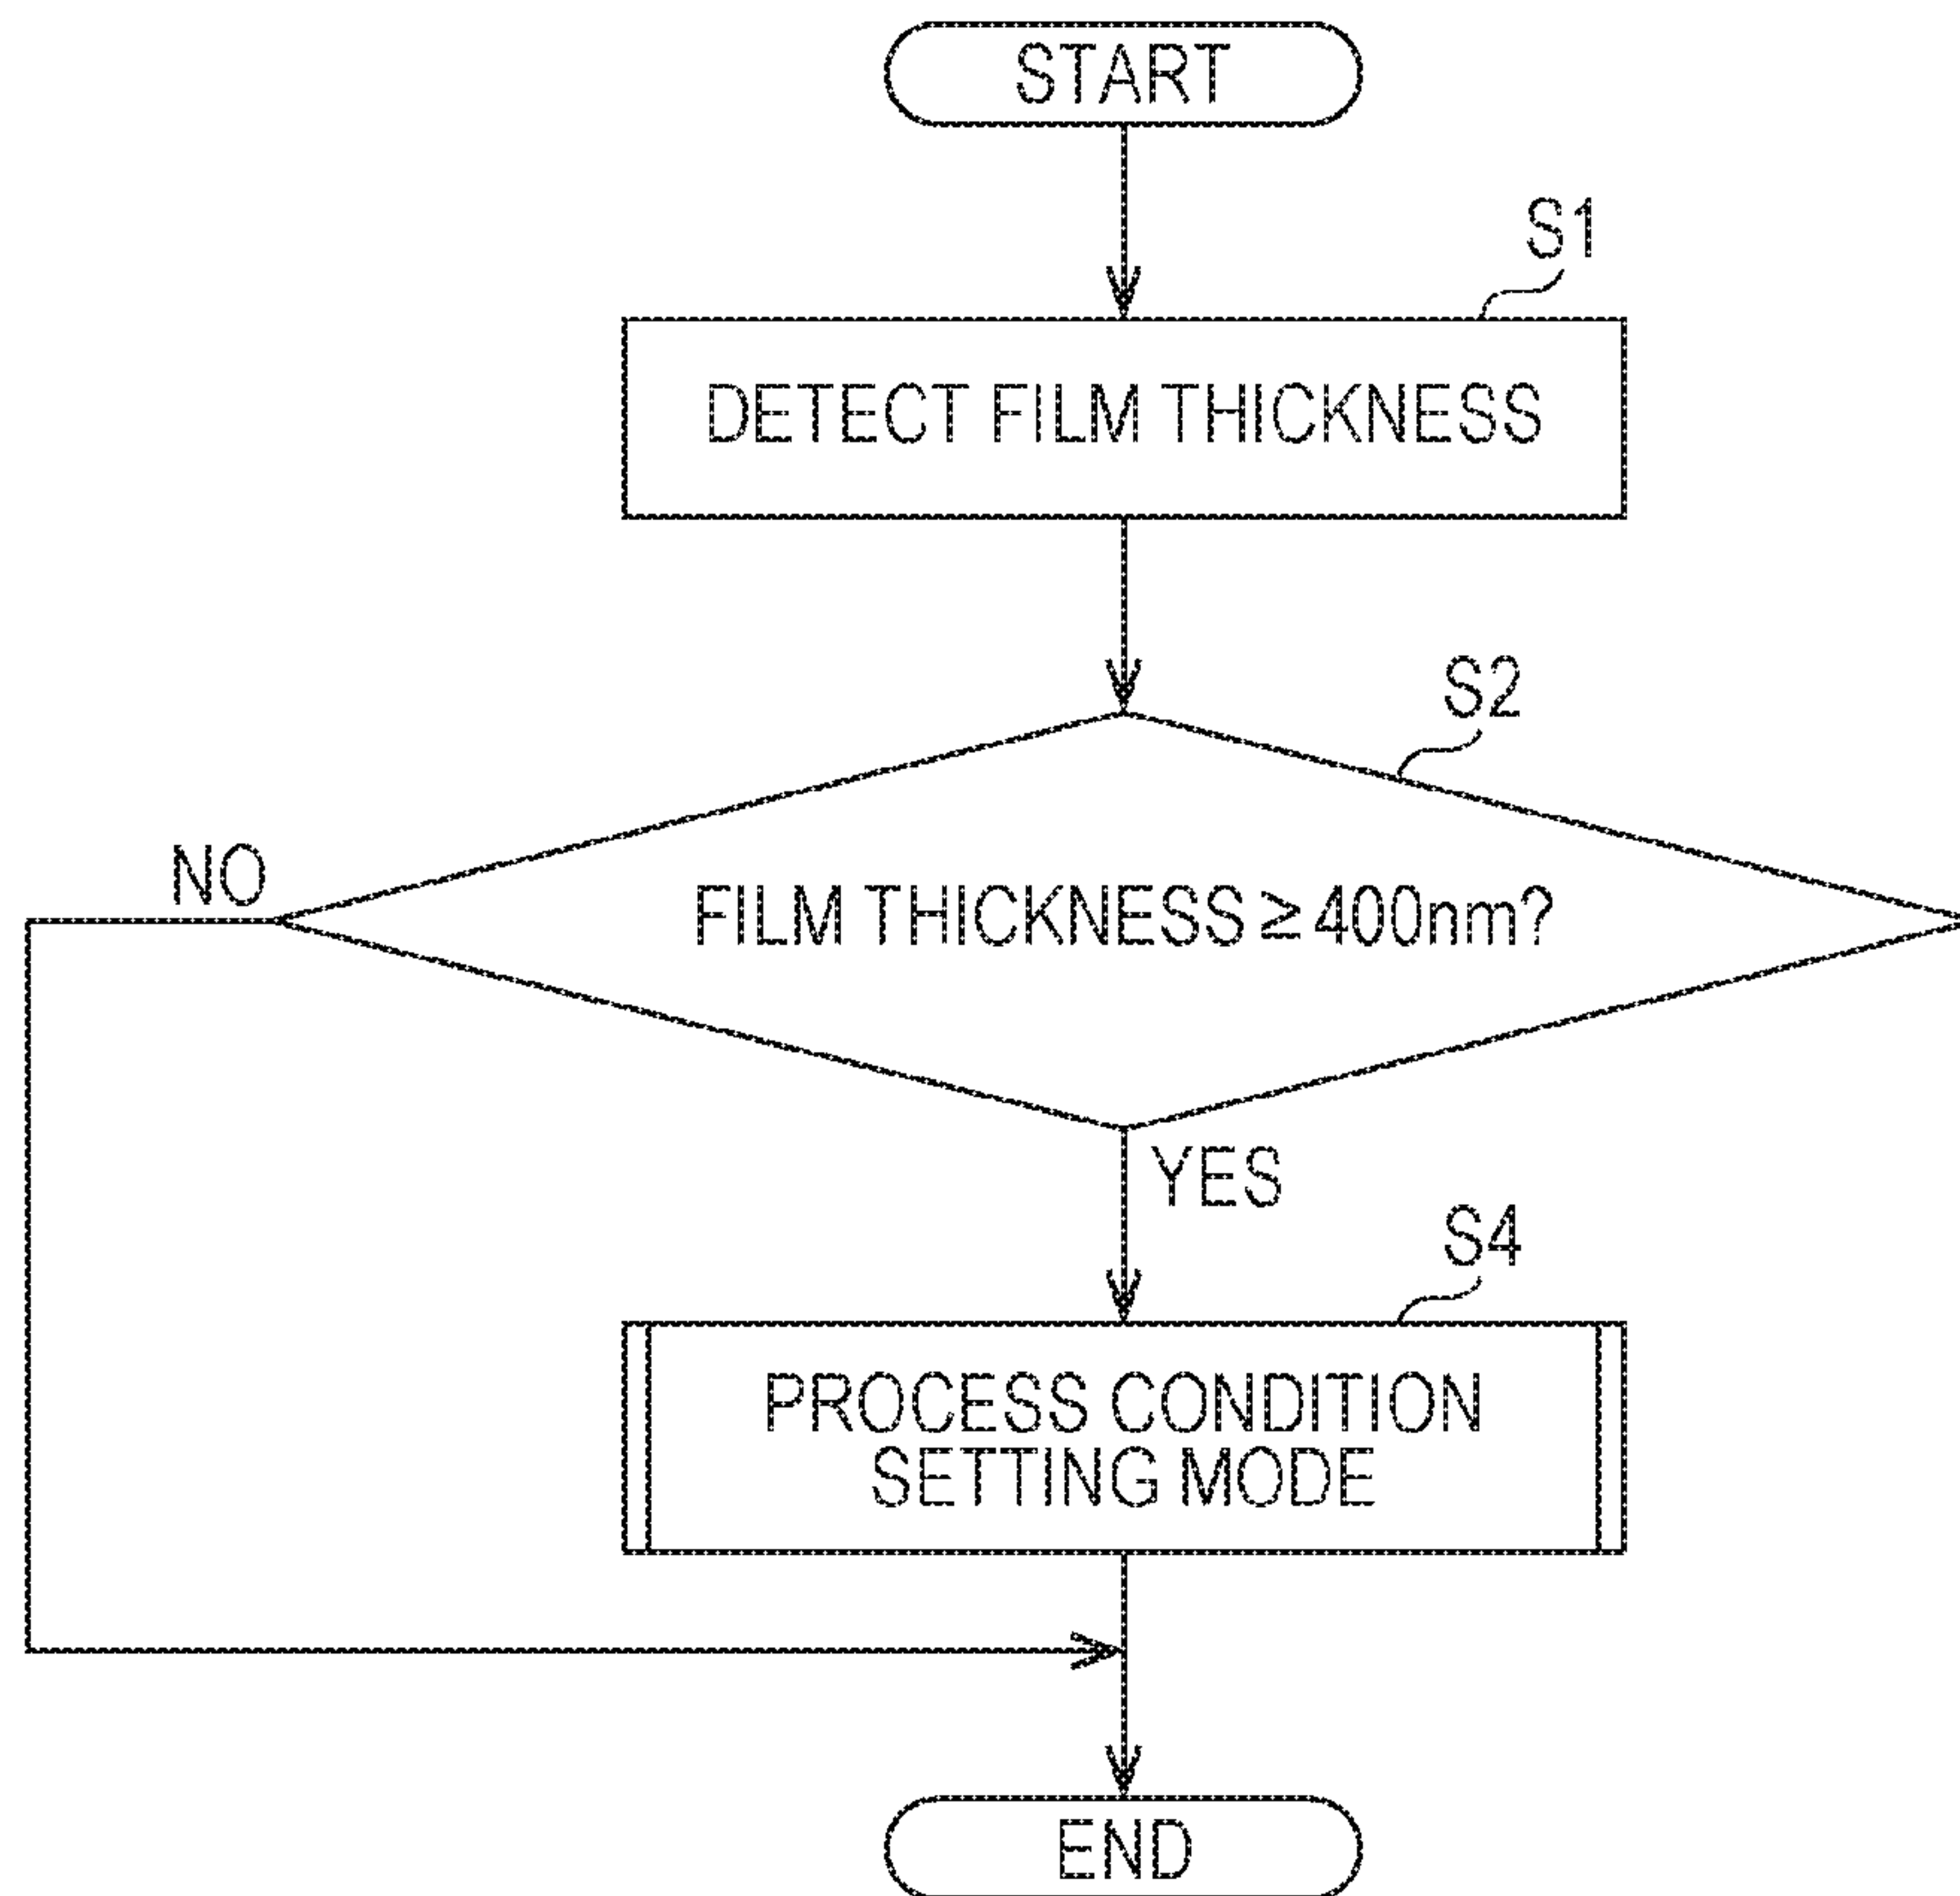 START
S1
DETECT FILM THICKNESS
S2
NO
FILM THICKNESS ≥ 400nm?
YES
S4
PROCESS CONDITION
SETTING MODE
END